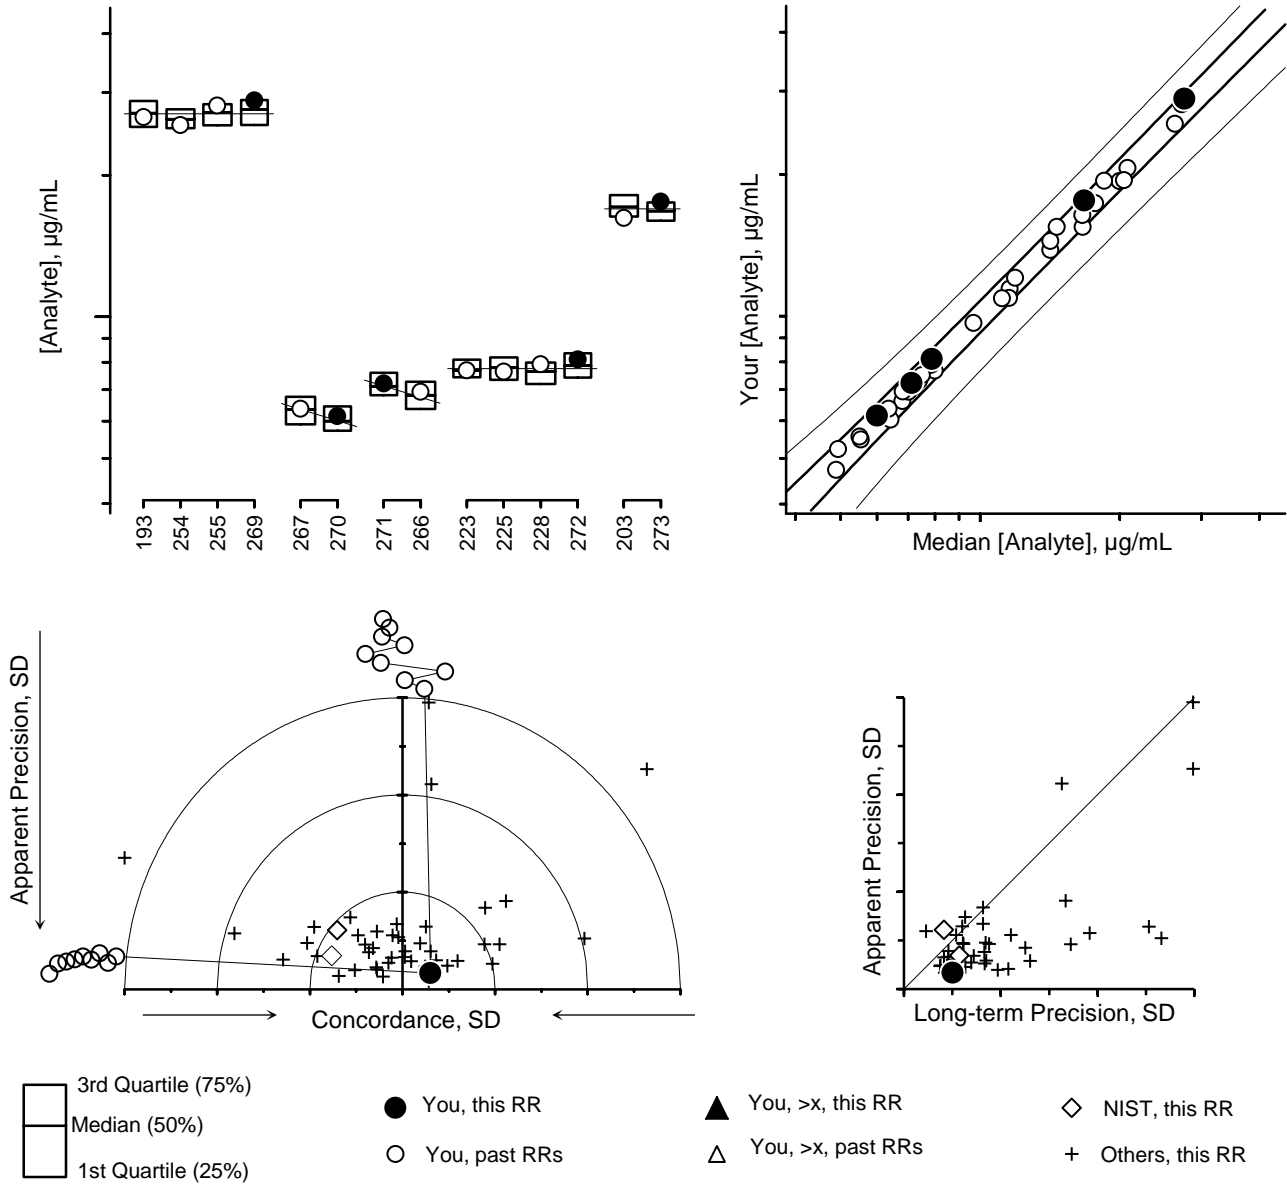 [Analyte], µg/mL
193
254
255
269
267
270
271
266
223
225
228
272
203
273
Your [Analyte], µg/mL
Median [Analyte], µg/mL
Apparent Precision, SD
Concordance, SD
Apparent Precision, SD
Long-term Precision, SD
3rd Quartile (75%)
Median (50%)
1st Quartile (25%)
You, this RR
You, past RRs
You, >x, this RR
You, >x, past RRs
NIST, this RR
Others, this RR